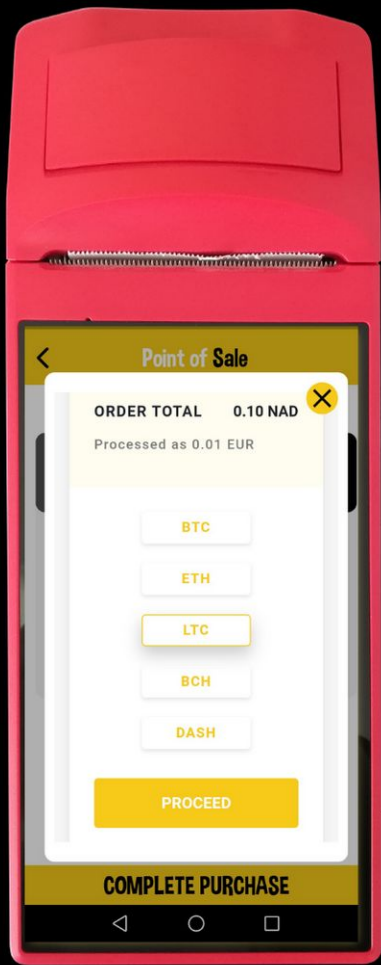 Point of Sale
ORDER TOTAL 0.10 NAD
Processed as 0.01 EUR
BTC
ETH
LTC
BCH
DASH
PROCEED
COMPLETE PURCHASE